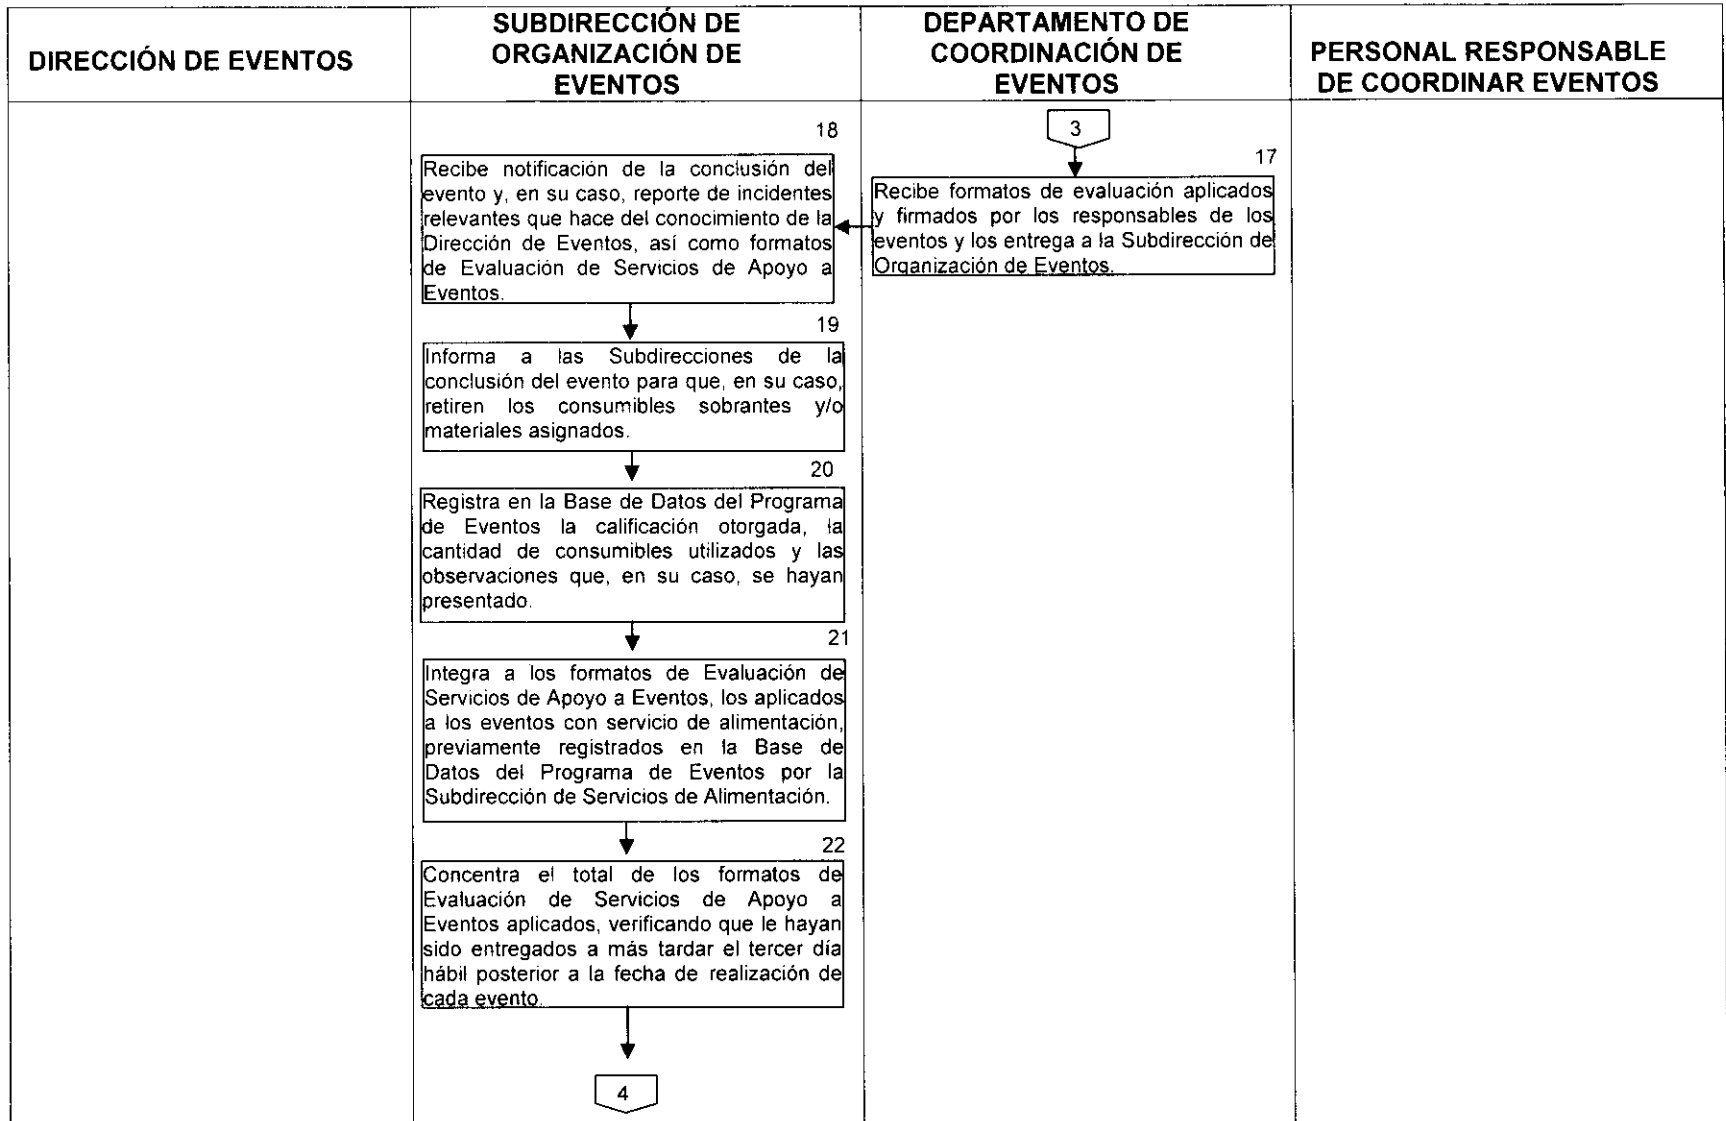 DIRECCIÓN DE EVENTOS
SUBDIRECCIÓN DE
ORGANIZACIÓN DE
EVENTOS
DEPARTAMENTO DE
COORDINACIÓN DE
EVENTOS
PERSONAL RESPONSABLE
DE COORDINAR EVENTOS
3
17
Recibe formatos de evaluación aplicados
y firmados por los responsables de los
eventos y los entrega a la Subdirección de
Organización de Eventos.
18
Recibe notificación de la conclusión del
evento y, en su caso, reporte de incidentes
relevantes que hace del conocimiento de la
Dirección de Eventos, así como formatos
de Evaluación de Servicios de Apoyo a
Eventos.
19
Informa a las Subdirecciones de la
conclusión del evento para que, en su caso,
retiren los consumibles sobrantes y/o
materiales asignados.
20
Registra en la Base de Datos del Programa
de Eventos la calificación otorgada, la
cantidad de consumibles utilizados y las
observaciones que, en su caso, se hayan
presentado.
21
Integra a los formatos de Evaluación de
Servicios de Apoyo a Eventos, los aplicados
a los eventos con servicio de alimentación,
previamente registrados en la Base de
Datos del Programa de Eventos por la
Subdirección de Servicios de Alimentación.
22
Concentra el total de los formatos de
Evaluación de Servicios de Apoyo a
Eventos aplicados, verificando que le hayan
sido entregados a más tardar el tercer día
hábil posterior a la fecha de realización de
cada evento.
4